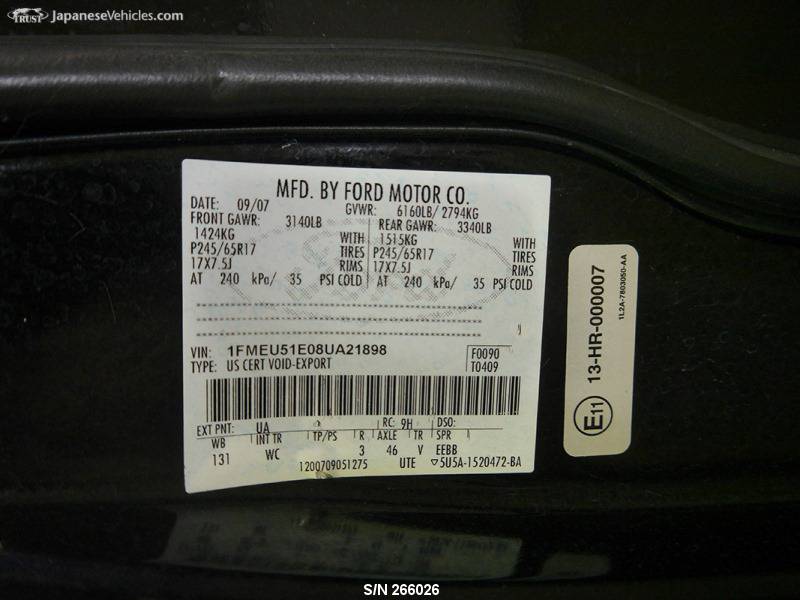 TRUST JapaneseVehicles.com
MFD. BY FORD MOTOR CO.
DATE: 09/07 GVWR: 6160LB/ 2794KG
FRONT GAWR: 3140LB REAR GAWR: 3340LB
1424KG WITH 1515KG WITH
P245/65R17 TIRES P245/65R17 TIRES
17X7.5J RIMS 17X7.5J RIMS
AT 240 kPa/ 35 PSI COLD AT 240 kPa/ 35 PSI COLD
VIN: 1FMEU51E08UA21898 F0090
TYPE: US CERT VOID-EXPORT T0409
EXT PNT: UA RC: 9H DSO:
WB INT TR TP/PS R AXLE TR SPR
131 WC 3 46 V EEBB
1200709051275 UTE ▽5U5A-1520472-BA
E11 13-HR-000007
1L2A-7803050-AA
S/N 266026